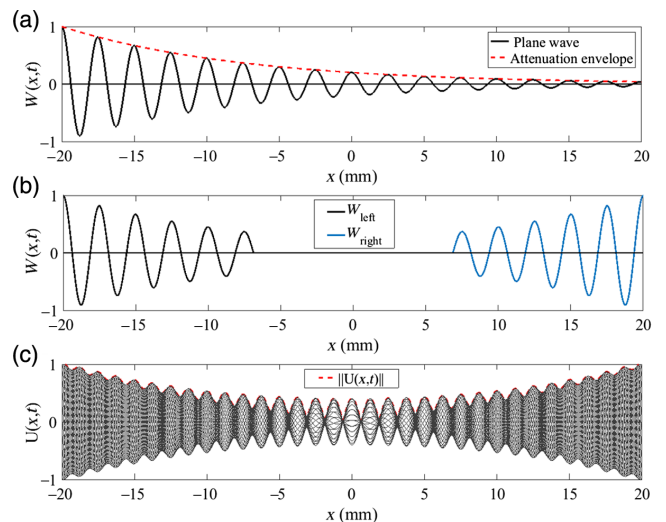 (a)
1
0
−1
W(x,t)
Plane wave
Attenuation envelope
−20 −15 −10 −5 0 5 10 15 20
x (mm)
(b)
1
0
−1
W(x,t)
W_left
W_right
−20 −15 −10 −5 0 5 10 15 20
x (mm)
(c)
1
0
−1
U(x,t)
||U(x,t)||
−20 −15 −10 −5 0 5 10 15 20
x (mm)